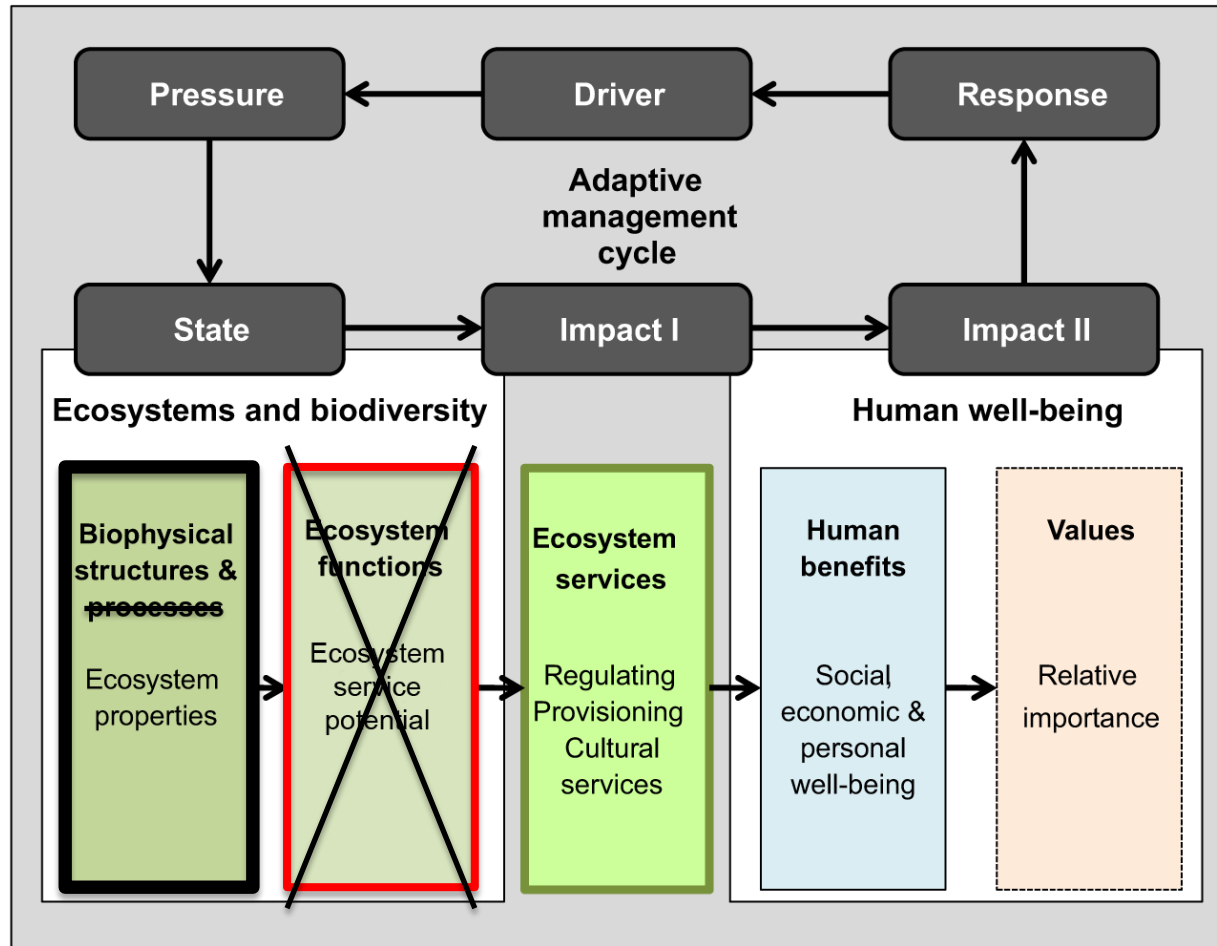 Pressure
Driver
Response
Adaptive
management
cycle
State
Impact I
Impact II
Ecosystems and biodiversity
Human well-being
Biophysical
structures &
processes
Ecosystem
properties
Ecosystem
functions
Ecosystem
service
potential
Ecosystem
services
Regulating
Provisioning
Cultural
services
Human
benefits
Social,
economic &
personal
well-being
Values
Relative
importance